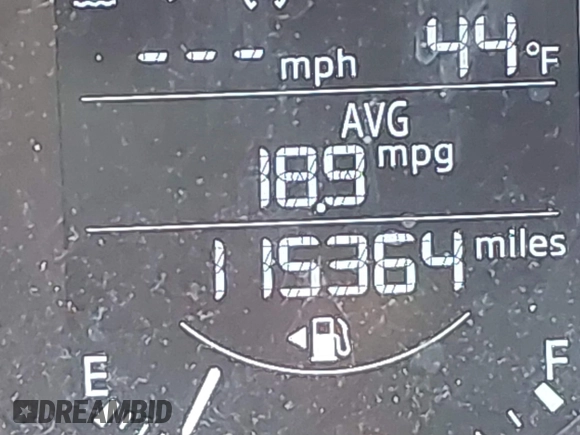 --- mph 44°F
AVG
18.9 mpg
115364 miles
E F
DREAMBID